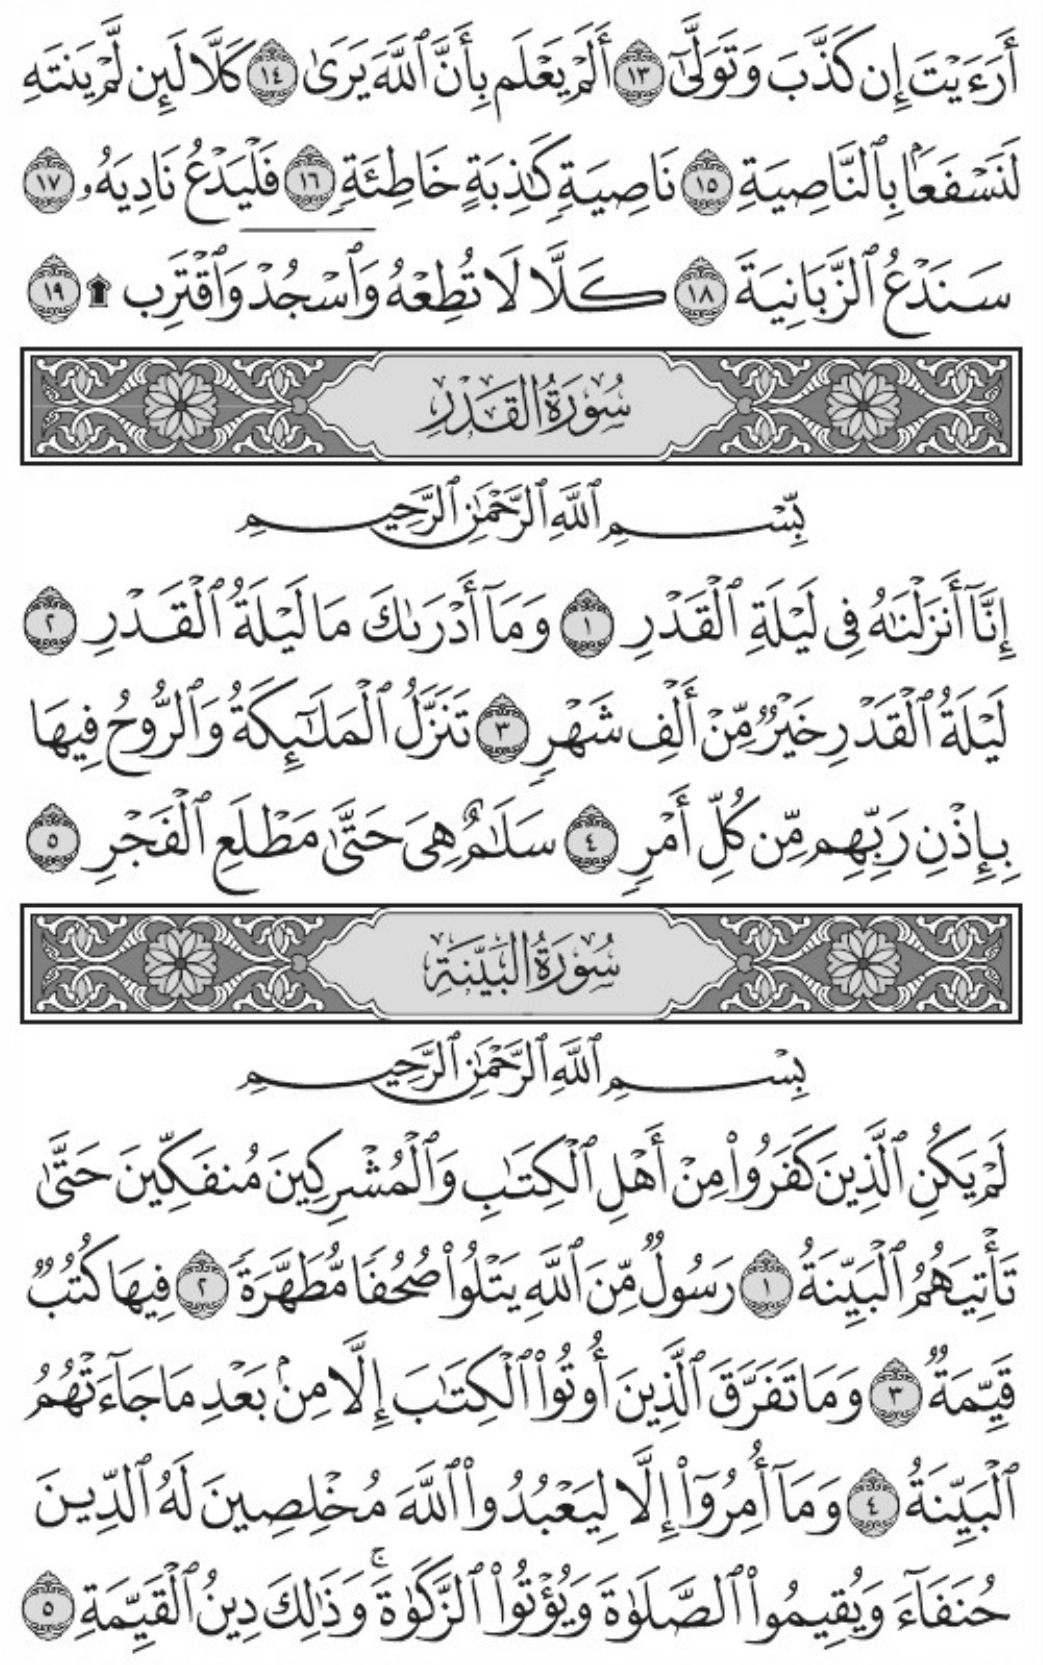 أَرَءَيْتَ إِن كَذَّبَ وَتَوَلَّىٰٓ ١٣ أَلَمْ يَعْلَم بِأَنَّ ٱللَّهَ يَرَىٰ ١٤ كَلَّا لَئِن لَّمْ يَنتَهِ
لَنَسْفَعًۢا بِٱلنَّاصِيَةِ ١٥ نَاصِيَةٍ كَٰذِبَةٍ خَاطِئَةٍ ١٦ فَلْيَدْعُ نَادِيَهُۥ ١٧
سَنَدْعُ ٱلزَّبَانِيَةَ ١٨ كَلَّا لَا تُطِعْهُ وَٱسْجُدْ وَٱقْتَرِب ۩ ١٩
سُورَةُ القَدْرِ
بِّسْمِ ٱللَّهِ ٱلرَّحْمَٰنِ ٱلرَّحِيمِ
إِنَّآ أَنزَلْنَٰهُ فِى لَيْلَةِ ٱلْقَدْرِ ١ وَمَآ أَدْرَىٰكَ مَا لَيْلَةُ ٱلْقَدْرِ ٢
لَيْلَةُ ٱلْقَدْرِ خَيْرٌ مِّنْ أَلْفِ شَهْرٍ ٣ تَنَزَّلُ ٱلْمَلَٰٓئِكَةُ وَٱلرُّوحُ فِيهَا
بِإِذْنِ رَبِّهِم مِّن كُلِّ أَمْرٍ ٤ سَلَٰمٌ هِىَ حَتَّىٰ مَطْلَعِ ٱلْفَجْرِ ٥
سُورَةُ البَيِّنَةِ
بِسْمِ ٱللَّهِ ٱلرَّحْمَٰنِ ٱلرَّحِيمِ
لَمْ يَكُنِ ٱلَّذِينَ كَفَرُوا۟ مِنْ أَهْلِ ٱلْكِتَٰبِ وَٱلْمُشْرِكِينَ مُنفَكِّينَ حَتَّىٰ
تَأْتِيَهُمُ ٱلْبَيِّنَةُ ١ رَسُولٌ مِّنَ ٱللَّهِ يَتْلُوا۟ صُحُفًا مُّطَهَّرَةً ٢ فِيهَا كُتُبٌ
قَيِّمَةٌ ٣ وَمَا تَفَرَّقَ ٱلَّذِينَ أُوتُوا۟ ٱلْكِتَٰبَ إِلَّا مِنۢ بَعْدِ مَا جَآءَتْهُمُ
ٱلْبَيِّنَةُ ٤ وَمَآ أُمِرُوٓا۟ إِلَّا لِيَعْبُدُوا۟ ٱللَّهَ مُخْلِصِينَ لَهُ ٱلدِّينَ
حُنَفَآءَ وَيُقِيمُوا۟ ٱلصَّلَوٰةَ وَيُؤْتُوا۟ ٱلزَّكَوٰةَ ۚ وَذَٰلِكَ دِينُ ٱلْقَيِّمَةِ ٥